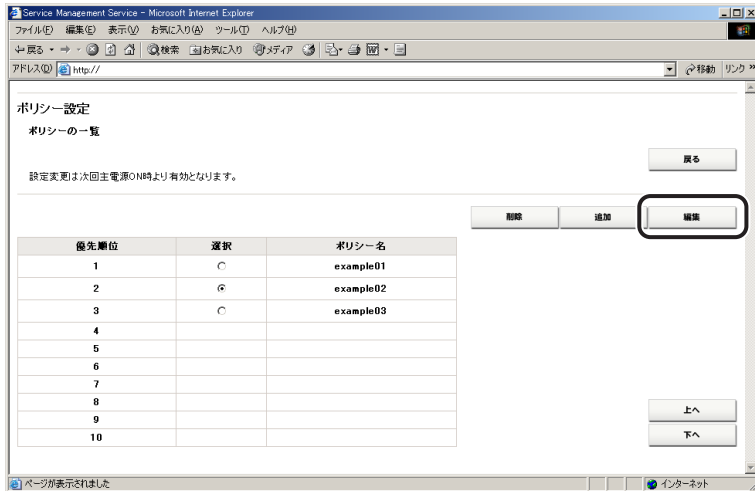 Service Management Service - Microsoft Internet Explorer
ファイル(F) 編集(E) 表示(V) お気に入り(A) ツール(T) ヘルプ(H)
戻る 検索 お気に入り メディア
アドレス(D) http:// 移動 リンク »
ポリシー設定
ポリシーの一覧
戻る
設定変更は次回主電源ON時より有効となります。
削除 追加 編集
優先順位 選択 ポリシー名
1 example01
2 example02
3 example03
4
5
6
7
8
9
10
上へ
下へ
ページが表示されました インターネット